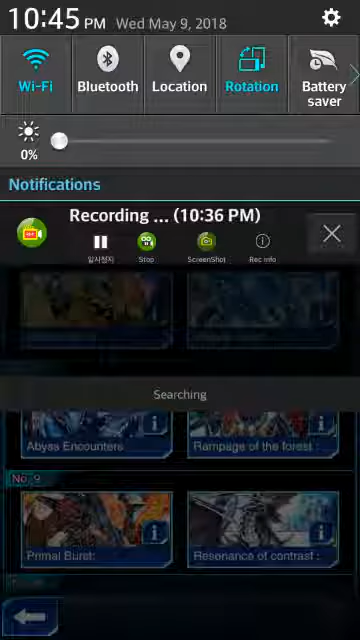 10:45 PM Wed May 9, 2018
Wi-Fi Bluetooth Location Rotation Battery saver
0%
Notifications
Recording ... (10:36 PM)
일시정지 Stop ScreenShot Rec Info
Searching
Abyss Encounters Rampage of the forest :
No. 9
Primal Burst: Resonance of contrast :